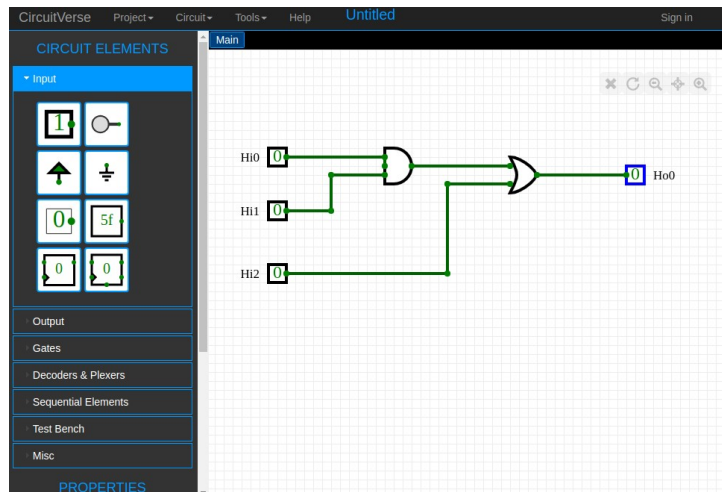 CircuitVerse Project Circuit Tools Help Untitled Sign in
CIRCUIT ELEMENTS
Main
Input
1
0
5f
0
0
Output
Gates
Decoders & Plexers
Sequential Elements
Test Bench
Misc
PROPERTIES
Hi0 0
0 Ho0
Hi1 0
Hi2 0